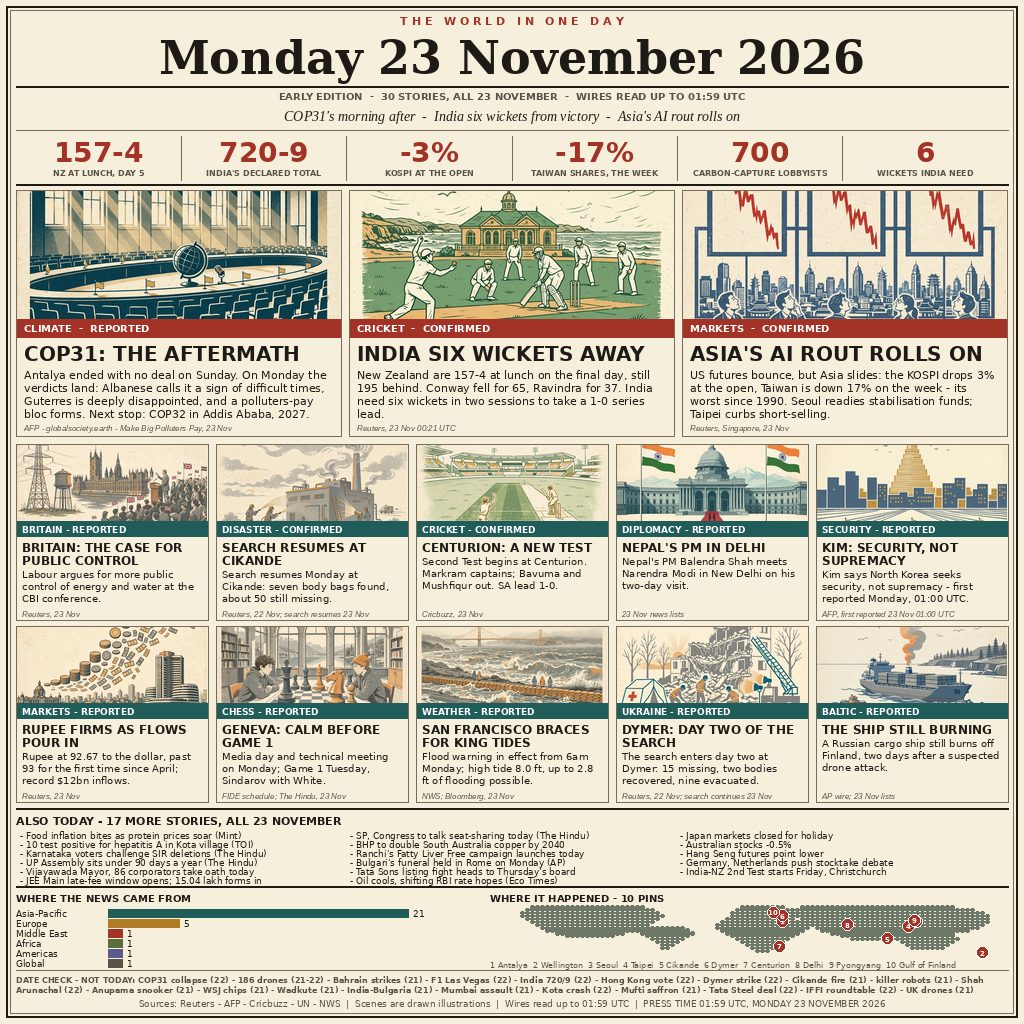 THE WORLD IN ONE DAY
Monday 23 November 2026
EARLY EDITION - 30 STORIES, ALL 23 NOVEMBER - WIRES READ UP TO 01:59 UTC
COP31's morning after - India six wickets from victory - Asia's AI rout rolls on
157-4
NZ AT LUNCH, DAY 5
720-9
INDIA'S DECLARED TOTAL
-3%
KOSPI AT THE OPEN
-17%
TAIWAN SHARES, THE WEEK
700
CARBON-CAPTURE LOBBYISTS
6
WICKETS INDIA NEED
CLIMATE - REPORTED
COP31: THE AFTERMATH
Antalya ended with no deal on Sunday. On Monday the
verdicts land: Albanese calls it a sign of difficult times,
Guterres is deeply disappointed, and a polluters-pay
bloc forms. Next stop: COP32 in Addis Ababa, 2027.
AFP - globalsociety.earth - Make Big Polluters Pay, 23 Nov
CRICKET - CONFIRMED
INDIA SIX WICKETS AWAY
New Zealand are 157-4 at lunch on the final day, still
195 behind. Conway fell for 65, Ravindra for 37. India
need six wickets in two sessions to take a 1-0 series
lead.
Reuters, 23 Nov 00:21 UTC
MARKETS - CONFIRMED
ASIA'S AI ROUT ROLLS ON
US futures bounce, but Asia slides: the KOSPI drops 3%
at the open, Taiwan is down 17% on the week - its
worst since 1990. Seoul readies stabilisation funds;
Taipei curbs short-selling.
Reuters, Singapore, 23 Nov
BRITAIN - REPORTED
BRITAIN: THE CASE FOR
PUBLIC CONTROL
Labour argues for more public
control of energy and water at the
CBI conference.
Reuters, 23 Nov
DISASTER - CONFIRMED
SEARCH RESUMES AT
CIKANDE
Search resumes Monday at
Cikande: seven body bags found,
about 50 still missing.
Reuters, 22 Nov; search resumes 23 Nov
CRICKET - CONFIRMED
CENTURION: A NEW TEST
Second Test begins at Centurion.
Markram captains; Bavuma and
Mushfiqur out. SA lead 1-0.
Cricbuzz, 23 Nov
DIPLOMACY - REPORTED
NEPAL'S PM IN DELHI
Nepal's PM Balendra Shah meets
Narendra Modi in New Delhi on his
two-day visit.
23 Nov news lists
SECURITY - REPORTED
KIM: SECURITY, NOT
SUPREMACY
Kim says North Korea seeks
security, not supremacy - first
reported Monday, 01:00 UTC.
AFP, first reported 23 Nov 01:00 UTC
MARKETS - REPORTED
RUPEE FIRMS AS FLOWS
POUR IN
Rupee at 92.67 to the dollar, past
93 for the first time since April;
record $12bn inflows.
Reuters, 23 Nov
CHESS - REPORTED
GENEVA: CALM BEFORE
GAME 1
Media day and technical meeting
on Monday; Game 1 Tuesday,
Sindarov with White.
FIDE schedule; The Hindu, 23 Nov
WEATHER - REPORTED
SAN FRANCISCO BRACES
FOR KING TIDES
Flood warning in effect from 6am
Monday; high tide 8.0 ft, up to 2.8
ft of flooding possible.
NWS; Bloomberg, 23 Nov
UKRAINE - REPORTED
DYMER: DAY TWO OF THE
SEARCH
The search enters day two at
Dymer: 15 missing, two bodies
recovered, nine evacuated.
Reuters, 22 Nov; search continues 23 Nov
BALTIC - REPORTED
THE SHIP STILL BURNING
A Russian cargo ship still burns off
Finland, two days after a suspected
drone attack.
AP wire; 23 Nov lists
ALSO TODAY - 17 MORE STORIES, ALL 23 NOVEMBER
- Food inflation bites as protein prices soar (Mint)
- 10 test positive for hepatitis A in Kota village (TOI)
- Karnataka voters challenge SIR deletions (The Hindu)
- UP Assembly sits under 90 days a year (The Hindu)
- Vijayawada Mayor, 86 corporators take oath today
- JEE Main late-fee window opens; 15.04 lakh forms in
- SP, Congress to talk seat-sharing today (The Hindu)
- BHP to double South Australia copper by 2040
- Ranchi's Fatty Liver Free campaign launches today
- Bulgari's funeral held in Rome on Monday (AP)
- Tata Sons listing fight heads to Thursday's board
- Oil cools, shifting RBI rate hopes (Eco Times)
- Japan markets closed for holiday
- Australian stocks -0.5%
- Hang Seng futures point lower
- Germany, Netherlands push stocktake debate
- India-NZ 2nd Test starts Friday, Christchurch
WHERE THE NEWS CAME FROM
Asia-Pacific 21
Europe 5
Middle East 1
Africa 1
Americas 1
Global 1
WHERE IT HAPPENED - 10 PINS
10
6
8
9
4
5
7
2
1 Antalya 2 Wellington 3 Seoul 4 Taipei 5 Cikande 6 Dymer 7 Centurion 8 Delhi 9 Pyongyang 10 Gulf of Finland
DATE CHECK - NOT TODAY: COP31 collapse (22) - 186 drones (21-22) - Bahrain strikes (21) - F1 Las Vegas (22) - India 720/9 (22) - Hong Kong vote (22) - Dymer strike (22) - Cikande fire (21) - killer robots (21) - Shah
Arunachal (22) - Anupama snooker (21) - WSJ chips (21) - Wadkute (21) - India-Bulgaria (21) - Mumbai assault (21) - Kota crash (22) - Mufti saffron (21) - Tata Steel deal (22) - IFFI roundtable (22) - UK drones (21)
Sources: Reuters - AFP - Cricbuzz - UN - NWS | Scenes are drawn illustrations | Wires read up to 01:59 UTC | PRESS TIME 01:59 UTC, MONDAY 23 NOVEMBER 2026